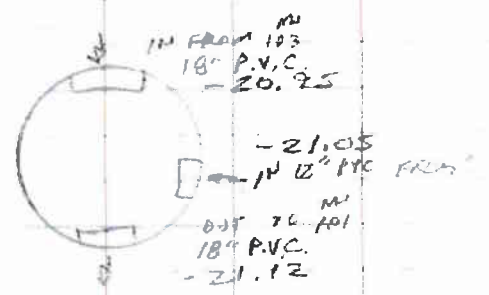 MH
IN FROM 103
18" P.V.C.
- 20.95
- 21.05
IN 12" PVC FROM
MH
OUT TO 101
18" P.V.C.
- 21.12